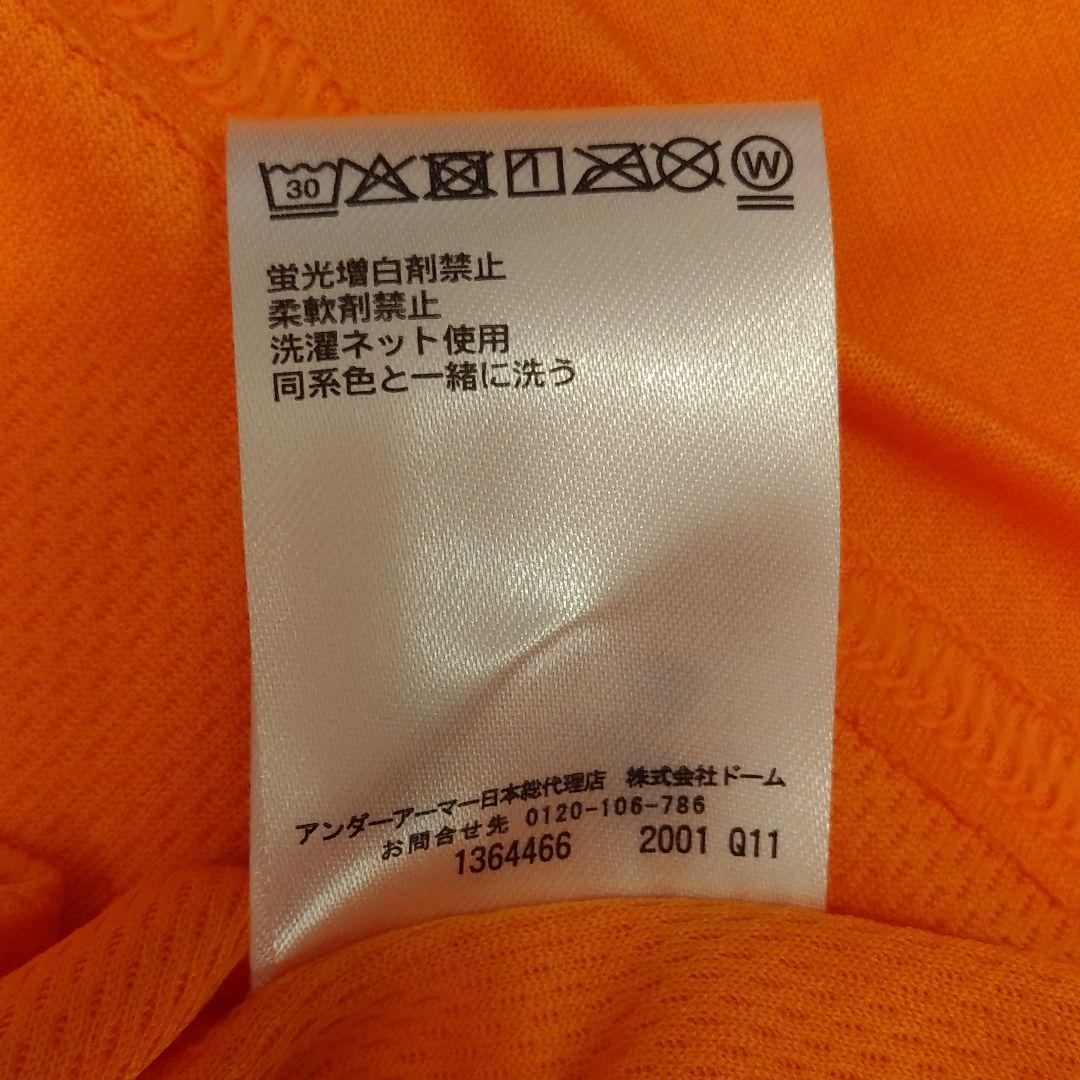 30 W
蛍光増白剤禁止
柔軟剤禁止
洗濯ネット使用
同系色と一緒に洗う
アンダーアーマー日本総代理店 株式会社ドーム
お問合せ先 0120-106-786
1364466 2001 Q11